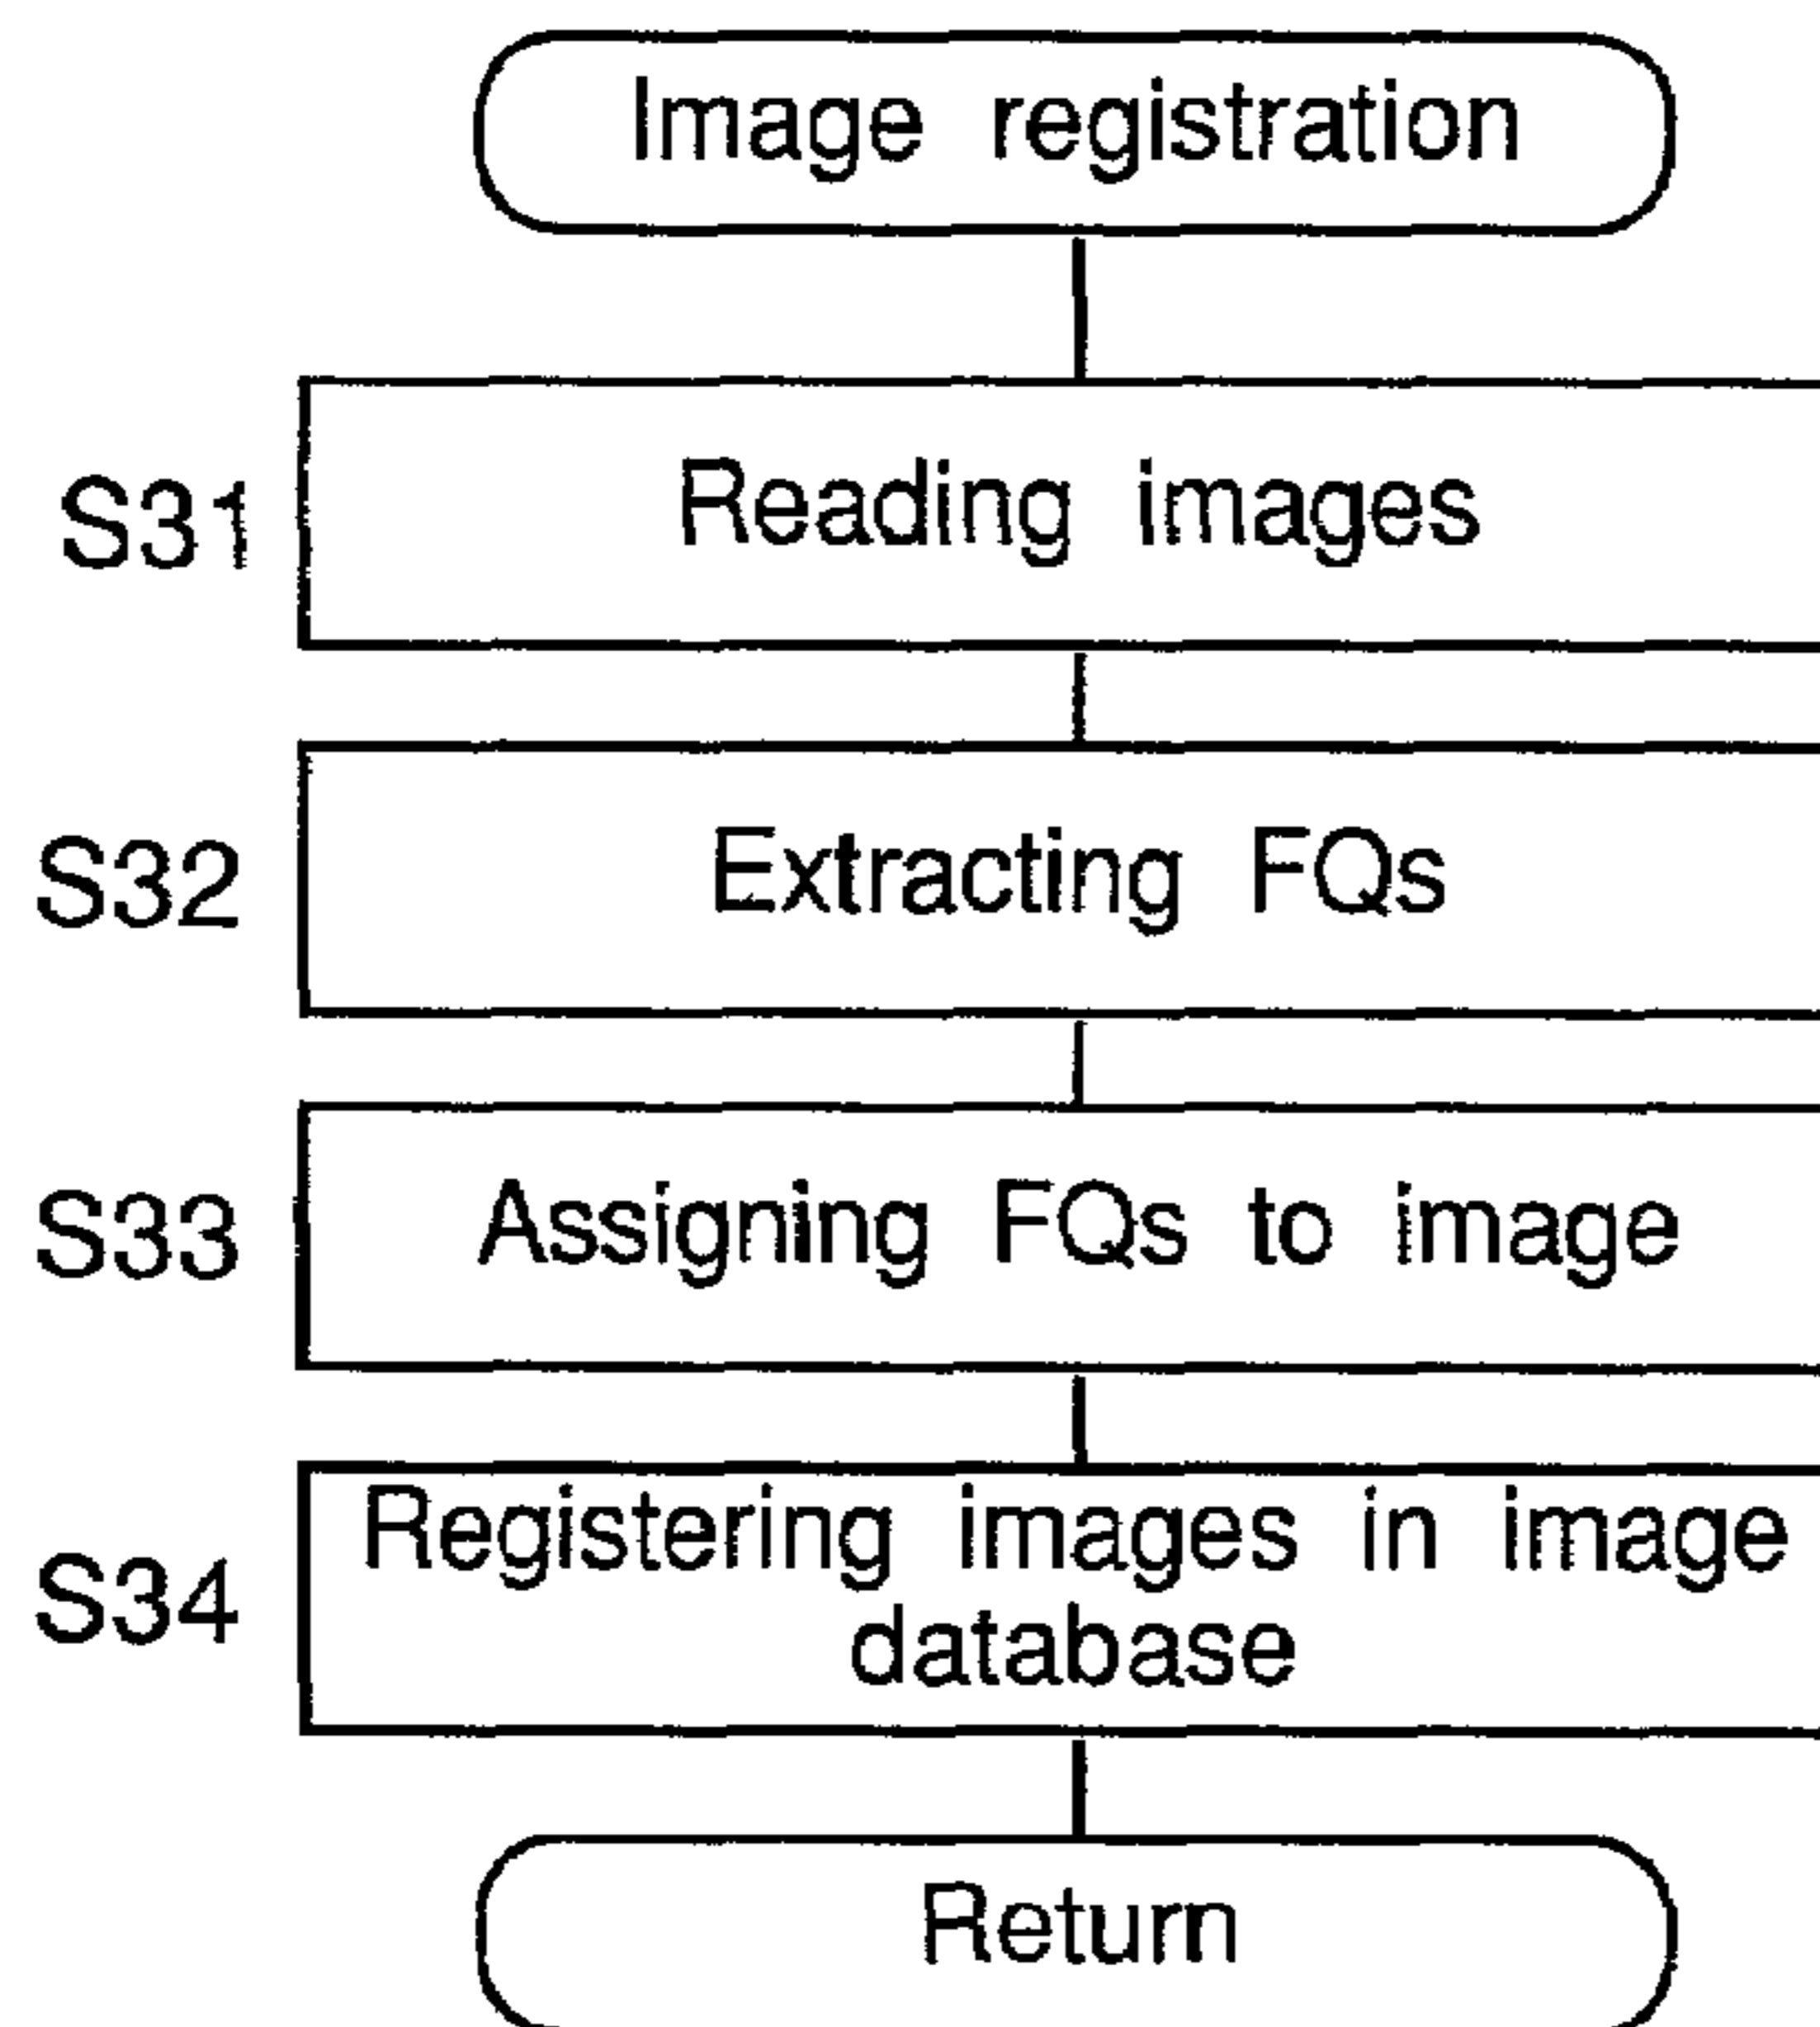 Image registration
S31
Reading images
S32
Extracting FQs
S33
Assigning FQs to image
S34
Registering images in image
database
Return